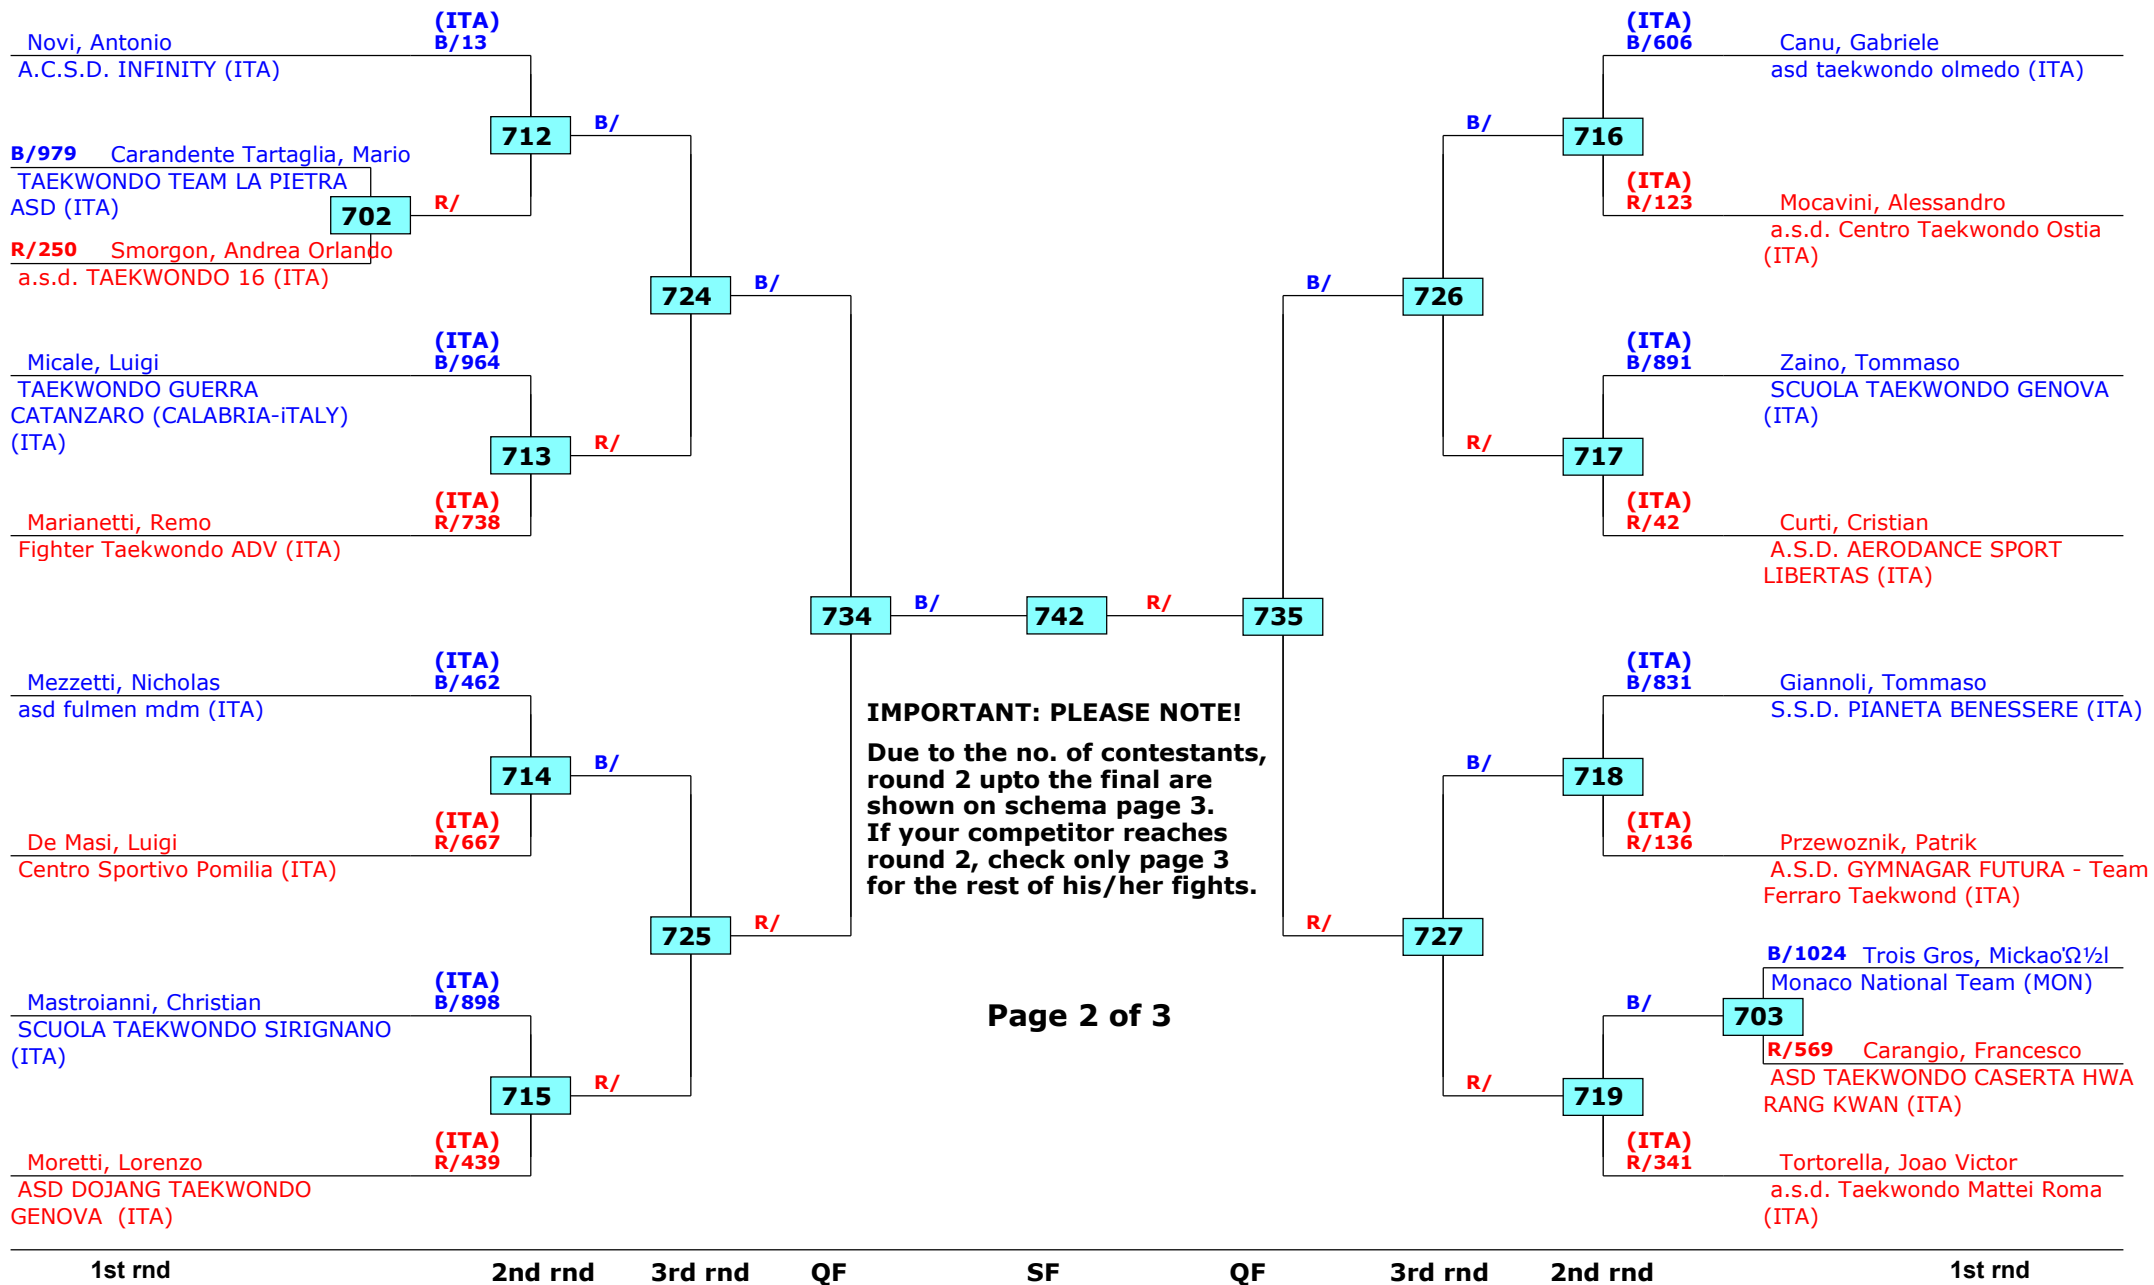 (ITA)
Novi, Antonio B/13
A.C.S.D. INFINITY (ITA)
712
B/
B/979 Carandente Tartaglia, Mario
TAEKWONDO TEAM LA PIETRA
ASD (ITA)
702
R/
R/250 Smorgon, Andrea Orlando
a.s.d. TAEKWONDO 16 (ITA)
724
B/
(ITA)
Micale, Luigi B/964
TAEKWONDO GUERRA
CATANZARO (CALABRIA-iTALY)
(ITA)
713
R/
(ITA)
Marianetti, Remo R/738
Fighter Taekwondo ADV (ITA)
734
B/
742
R/
735
(ITA)
Mezzetti, Nicholas B/462
asd fulmen mdm (ITA)
714
B/
(ITA)
De Masi, Luigi R/667
Centro Sportivo Pomilia (ITA)
725
R/
(ITA)
Mastroianni, Christian B/898
SCUOLA TAEKWONDO SIRIGNANO
(ITA)
715
R/
(ITA)
Moretti, Lorenzo R/439
ASD DOJANG TAEKWONDO
GENOVA (ITA)
IMPORTANT: PLEASE NOTE!
Due to the no. of contestants,
round 2 upto the final are
shown on schema page 3.
If your competitor reaches
round 2, check only page 3
for the rest of his/her fights.
Page 2 of 3
(ITA)
B/606 Canu, Gabriele
asd taekwondo olmedo (ITA)
B/
716
(ITA)
R/123 Mocavini, Alessandro
a.s.d. Centro Taekwondo Ostia
(ITA)
B/
726
(ITA)
B/891 Zaino, Tommaso
SCUOLA TAEKWONDO GENOVA
(ITA)
R/
717
(ITA)
R/42 Curti, Cristian
A.S.D. AERODANCE SPORT
LIBERTAS (ITA)
(ITA)
B/831 Giannoli, Tommaso
S.S.D. PIANETA BENESSERE (ITA)
B/
718
(ITA)
R/136 Przewoznik, Patrik
A.S.D. GYMNAGAR FUTURA - Team
Ferraro Taekwond (ITA)
R/
727
B/1024 Trois Gros, Mickao'Ω½l
Monaco National Team (MON)
B/
703
R/569 Carangio, Francesco
ASD TAEKWONDO CASERTA HWA
RANG KWAN (ITA)
R/
719
(ITA)
R/341 Tortorella, Joao Victor
a.s.d. Taekwondo Mattei Roma
(ITA)
1st rnd 2nd rnd 3rd rnd QF SF QF 3rd rnd 2nd rnd 1st rnd